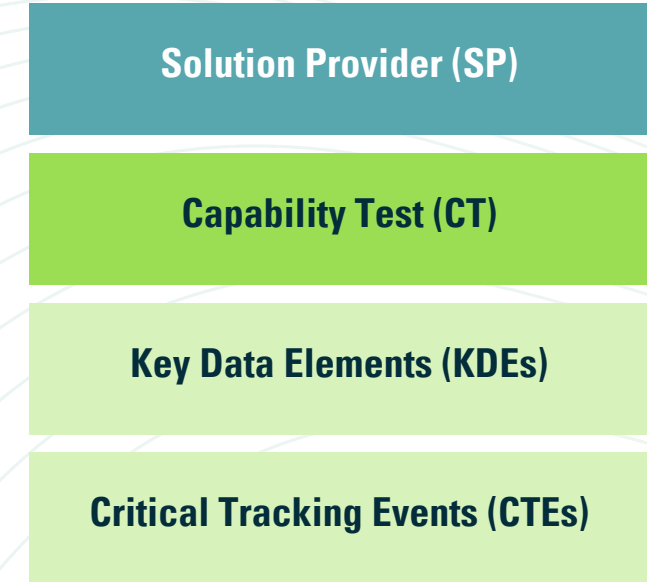 Solution Provider (SP)
Capability Test (CT)
Key Data Elements (KDEs)
Critical Tracking Events (CTEs)